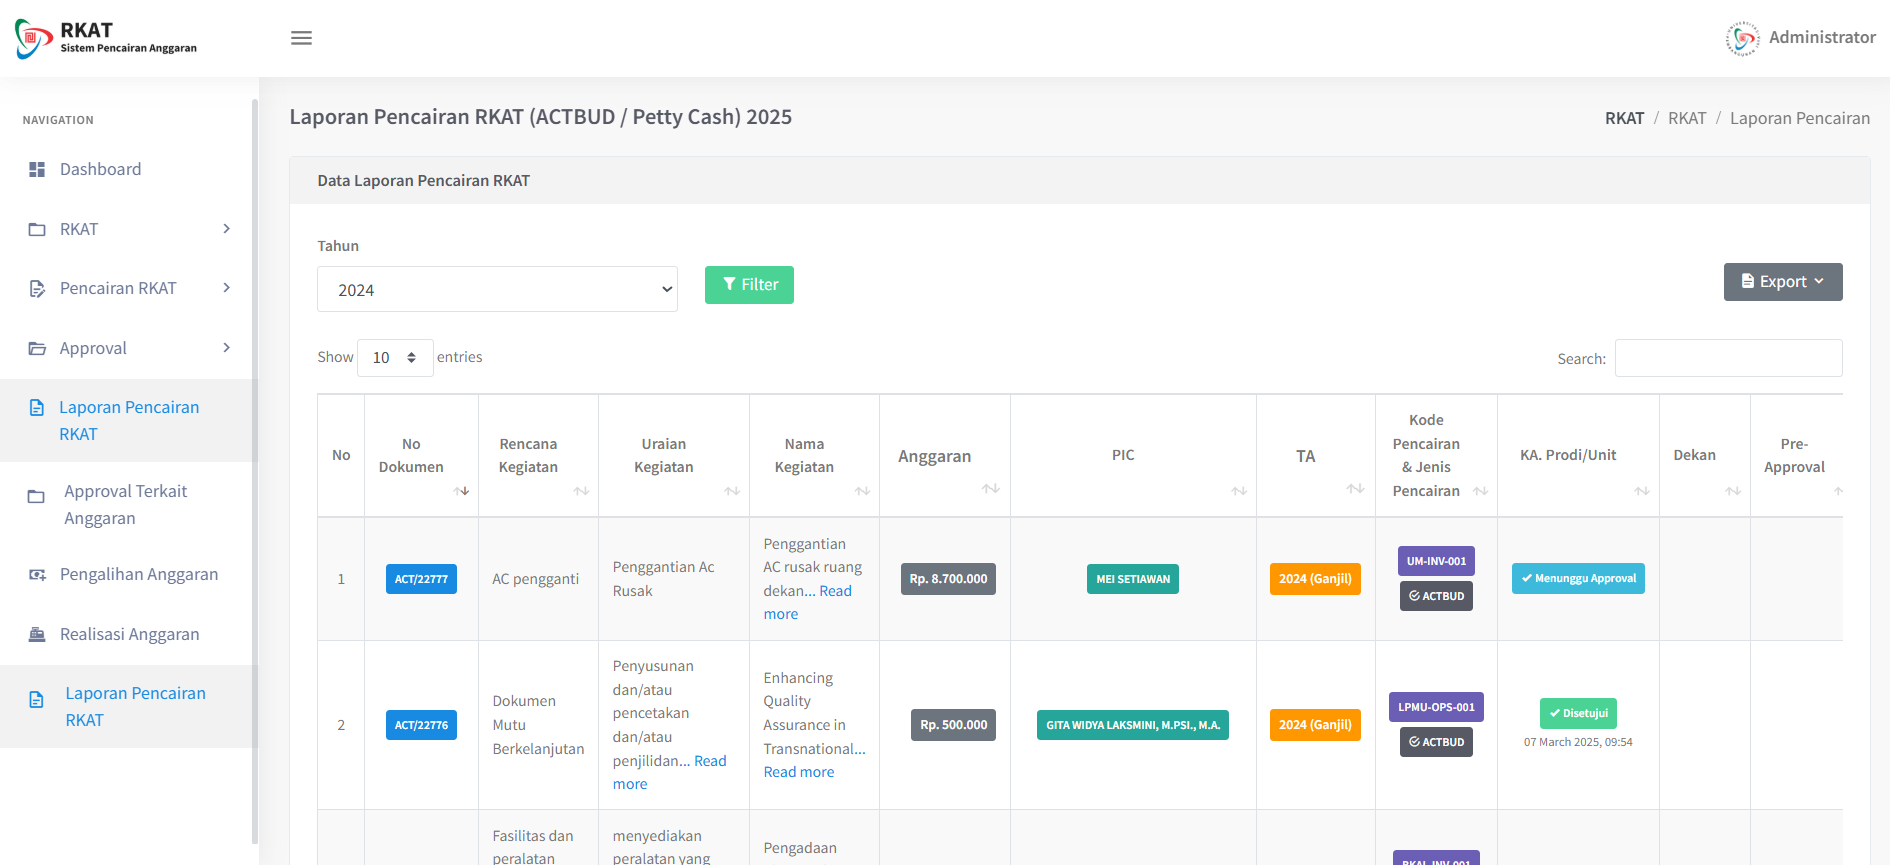 RKAT
Sistem Pencairan Anggaran
Administrator
NAVIGATION
Dashboard
RKAT
Pencairan RKAT
Approval
Laporan Pencairan
RKAT
Approval Terkait
Anggaran
Pengalihan Anggaran
Realisasi Anggaran
Laporan Pencairan
RKAT
Laporan Pencairan RKAT (ACTBUD / Petty Cash) 2025
RKAT / RKAT / Laporan Pencairan
Data Laporan Pencairan RKAT
Tahun
2024
Filter
Export
Show 10 entries
Search:
No
No
Dokumen
Rencana
Kegiatan
Uraian
Kegiatan
Nama
Kegiatan
Anggaran
PIC
TA
Kode
Pencairan
& Jenis
Pencairan
KA. Prodi/Unit
Dekan
Pre-
Approval
1
ACT/22777
AC pengganti
Penggantian Ac
Rusak
Penggantian
AC rusak ruang
dekan... Read
more
Rp. 8.700.000
MEI SETIAWAN
2024 (Ganjil)
UM-INV-001
ACTBUD
Menunggu Approval
2
ACT/22776
Dokumen
Mutu
Berkelanjutan
Penyusunan
dan/atau
pencetakan
dan/atau
penjilidan... Read
more
Enhancing
Quality
Assurance in
Transnational...
Read more
Rp. 500.000
GITA WIDYA LAKSMINI, M.PSI., M.A.
2024 (Ganjil)
LPMU-OPS-001
ACTBUD
Disetujui
07 March 2025, 09:54
Fasilitas dan
peralatan
menyediakan
peralatan yang
Pengadaan